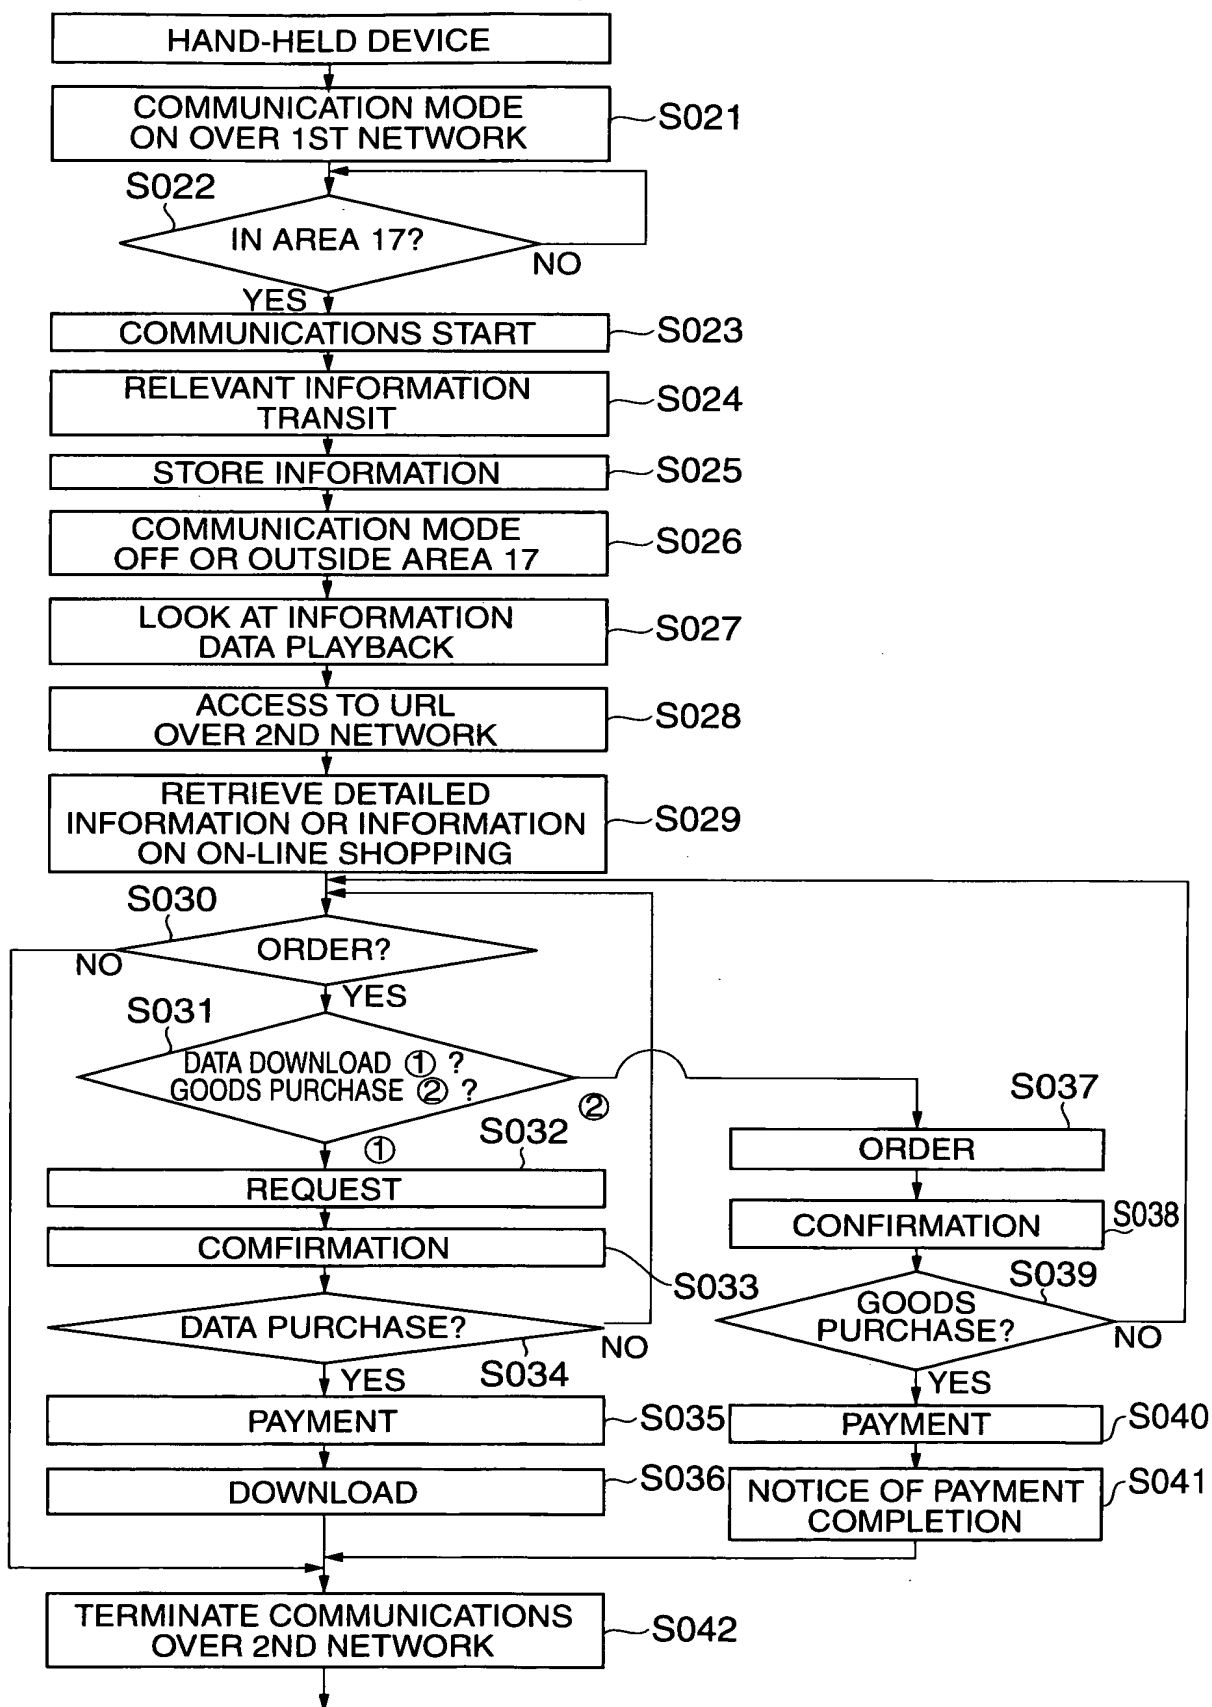 HAND-HELD DEVICE
COMMUNICATION MODE
ON OVER 1ST NETWORK
S021
S022
IN AREA 17?
NO
YES
COMMUNICATIONS START
S023
RELEVANT INFORMATION
TRANSIT
S024
STORE INFORMATION
S025
COMMUNICATION MODE
OFF OR OUTSIDE AREA 17
S026
LOOK AT INFORMATION
DATA PLAYBACK
S027
ACCESS TO URL
OVER 2ND NETWORK
S028
RETRIEVE DETAILED
INFORMATION OR INFORMATION
ON ON-LINE SHOPPING
S029
S030
ORDER?
NO
YES
S031
DATA DOWNLOAD ① ?
GOODS PURCHASE ② ?
②
①
S032
REQUEST
COMFIRMATION
S033
DATA PURCHASE?
NO
S034
YES
PAYMENT
S035
DOWNLOAD
S036
S037
ORDER
CONFIRMATION
S038
S039
GOODS
PURCHASE?
NO
YES
PAYMENT
S040
NOTICE OF PAYMENT
COMPLETION
S041
TERMINATE COMMUNICATIONS
OVER 2ND NETWORK
S042